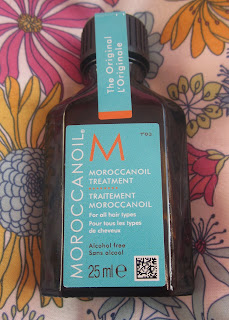 The Original
L'Originale
MOROCCANOIL®
M
MOROCCANOIL
TREATMENT
TRAITEMENT
MOROCCANOIL
For all hair types
Pour tous les types
de cheveux
Alcohol free
Sans alcool
25 ml ℮